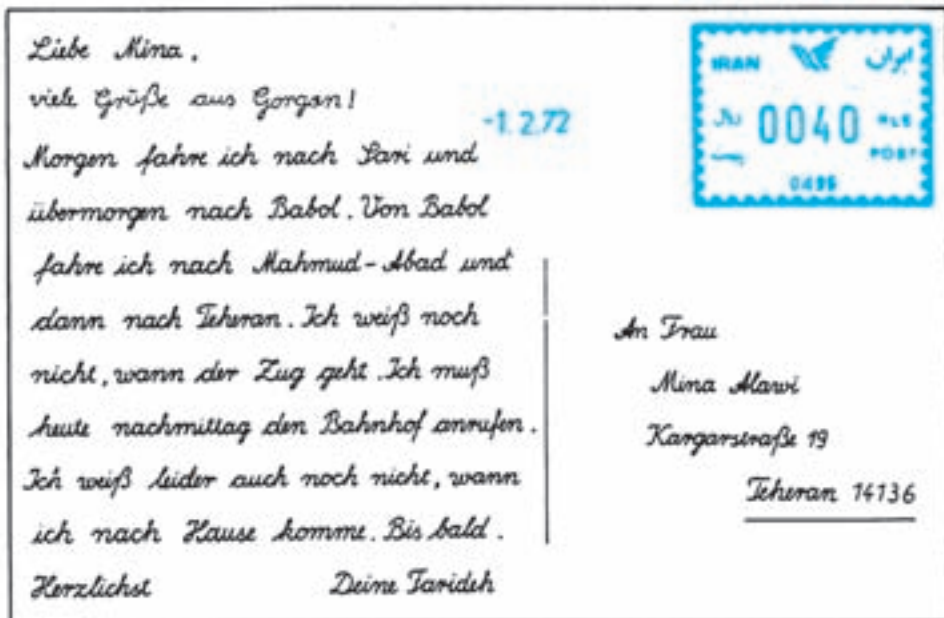 Liebe Mina,
viele Grüße aus Gorgan!
Morgen fahre ich nach Sari und
übermorgen nach Babol. Von Babol
fahre ich nach Mahmud-Abad und
dann nach Teheran. Ich weiß noch
nicht, wann der Zug geht. Ich muß
heute nachmittag den Bahnhof anrufen.
Ich weiß leider auch noch nicht, wann
ich nach Hause komme. Bis bald.
Herzlichst Deine Farideh
-1.2.72
IRAN ایران
ریال 0040 RLS
پست POST
0495
An Frau
Mina Alawi
Kargarstraße 19
Teheran 14136